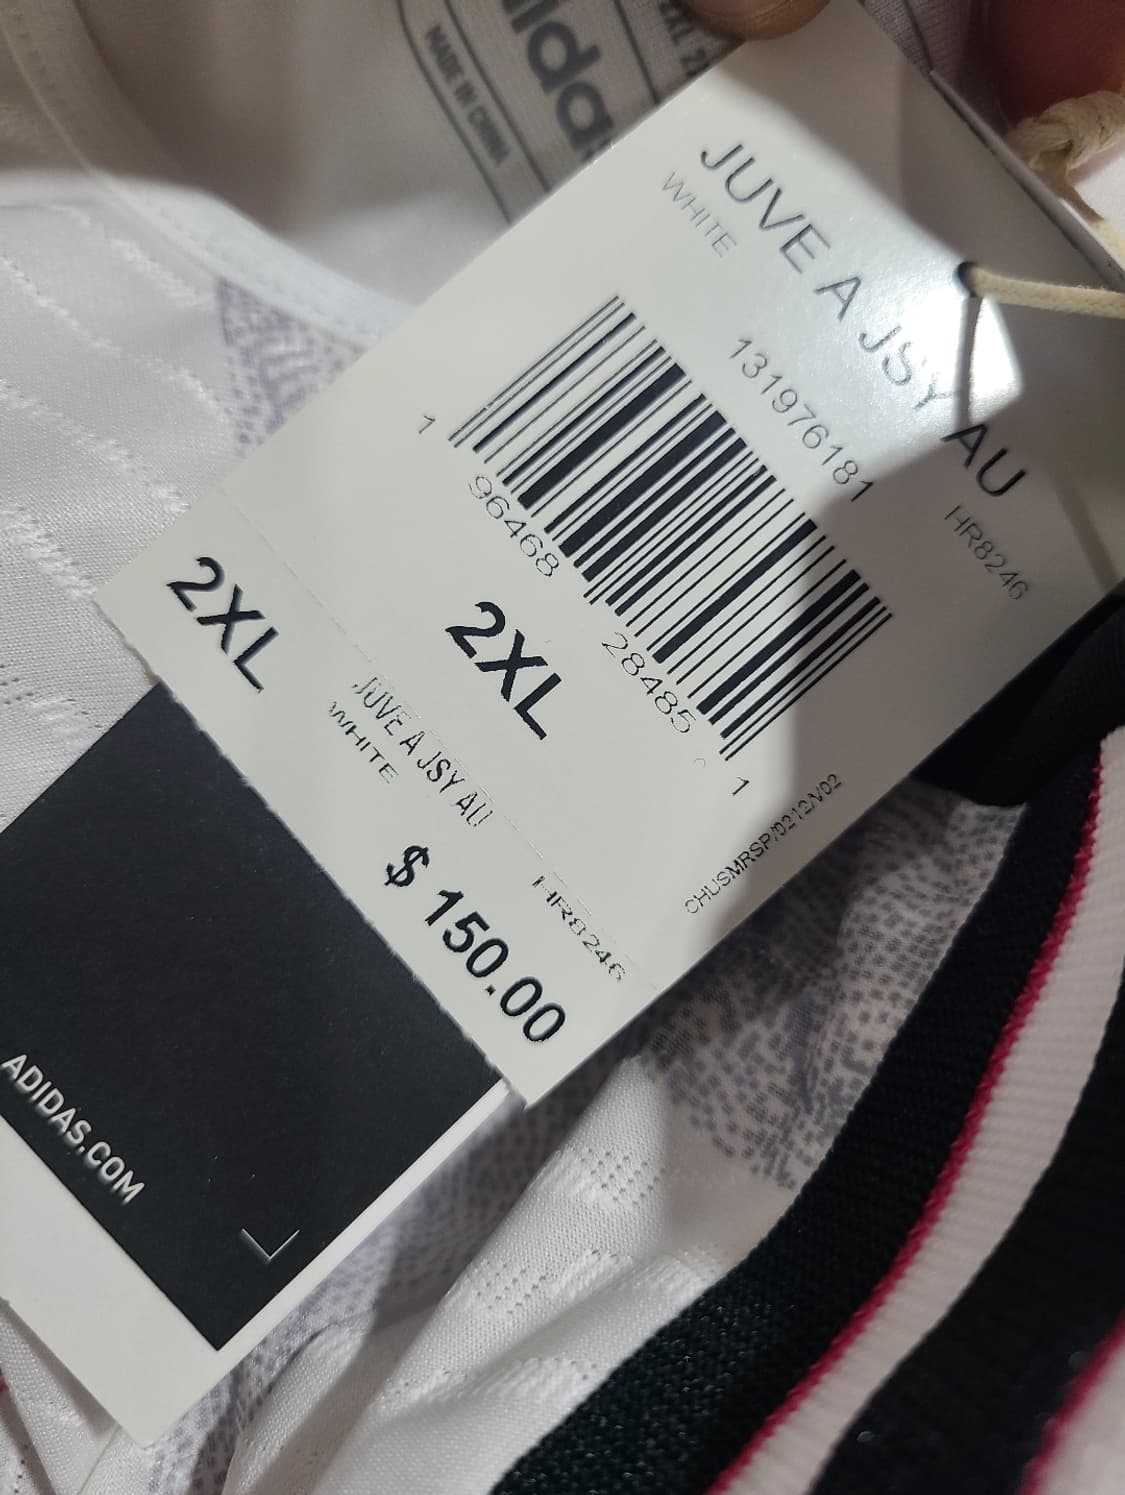 MADE IN CHINA
JUVE A JSY AU
WHITE
131976181
HR8246
1 96468 28485 1
2XL
CHUSMRSP/0212/V02
2XL
JUVE A JSY AU
WHITE
HR8246
$ 150.00
ADIDAS.COM